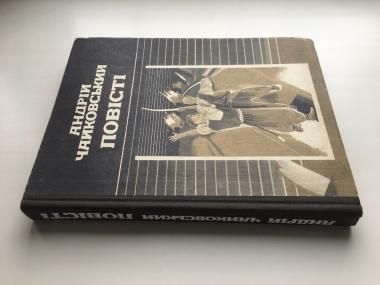 АНДРІЙ
ЧАЙКОВСЬКИЙ
ПОВІСТІ
АНДРІЙ ЧАЙКОВСЬКИЙ ПОВІСТІ